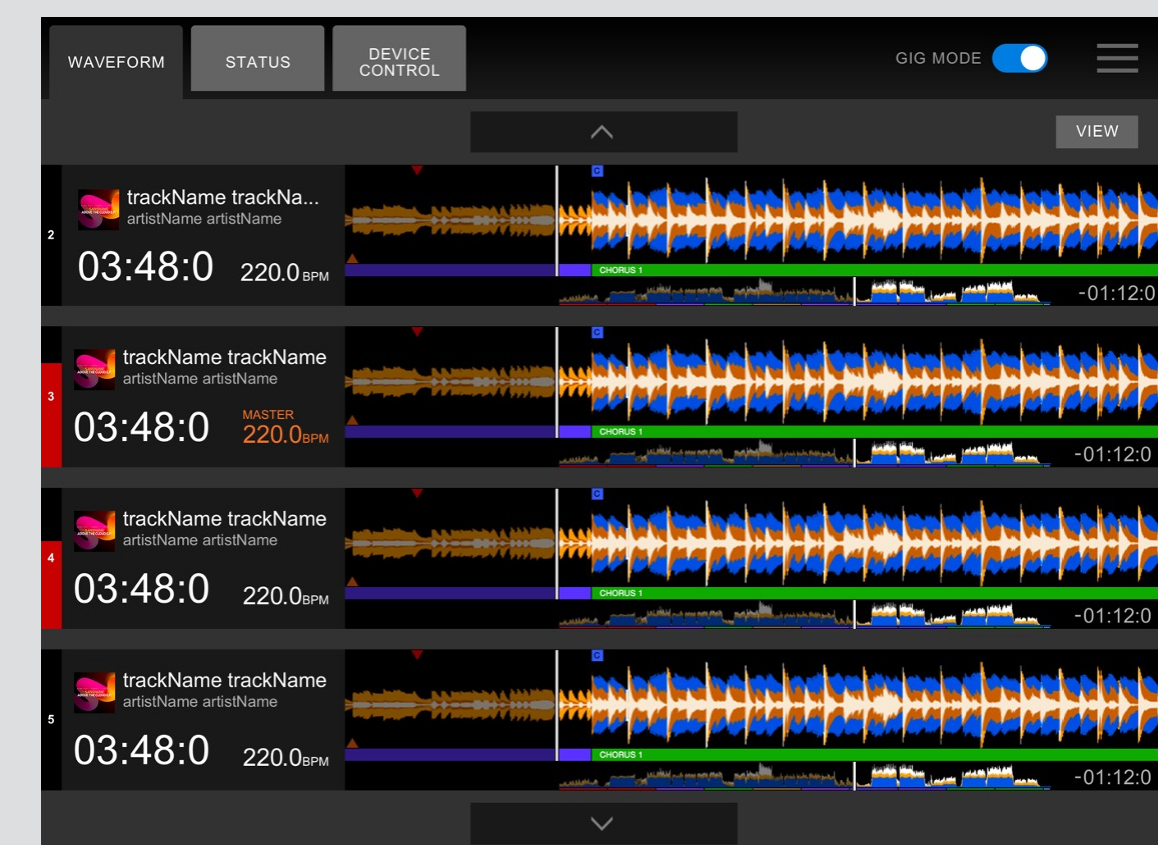 WAVEFORM
STATUS
DEVICE
CONTROL
GIG MODE
VIEW
2
trackName trackNa...
artistName artistName
03:48:0
220.0BPM
C
CHORUS 1
-01:12:0
3
trackName trackName
artistName artistName
03:48:0
MASTER
220.0BPM
C
CHORUS 1
-01:12:0
4
trackName trackName
artistName artistName
03:48:0
220.0BPM
C
CHORUS 1
-01:12:0
5
trackName trackName
artistName artistName
03:48:0
220.0BPM
C
CHORUS 1
-01:12:0